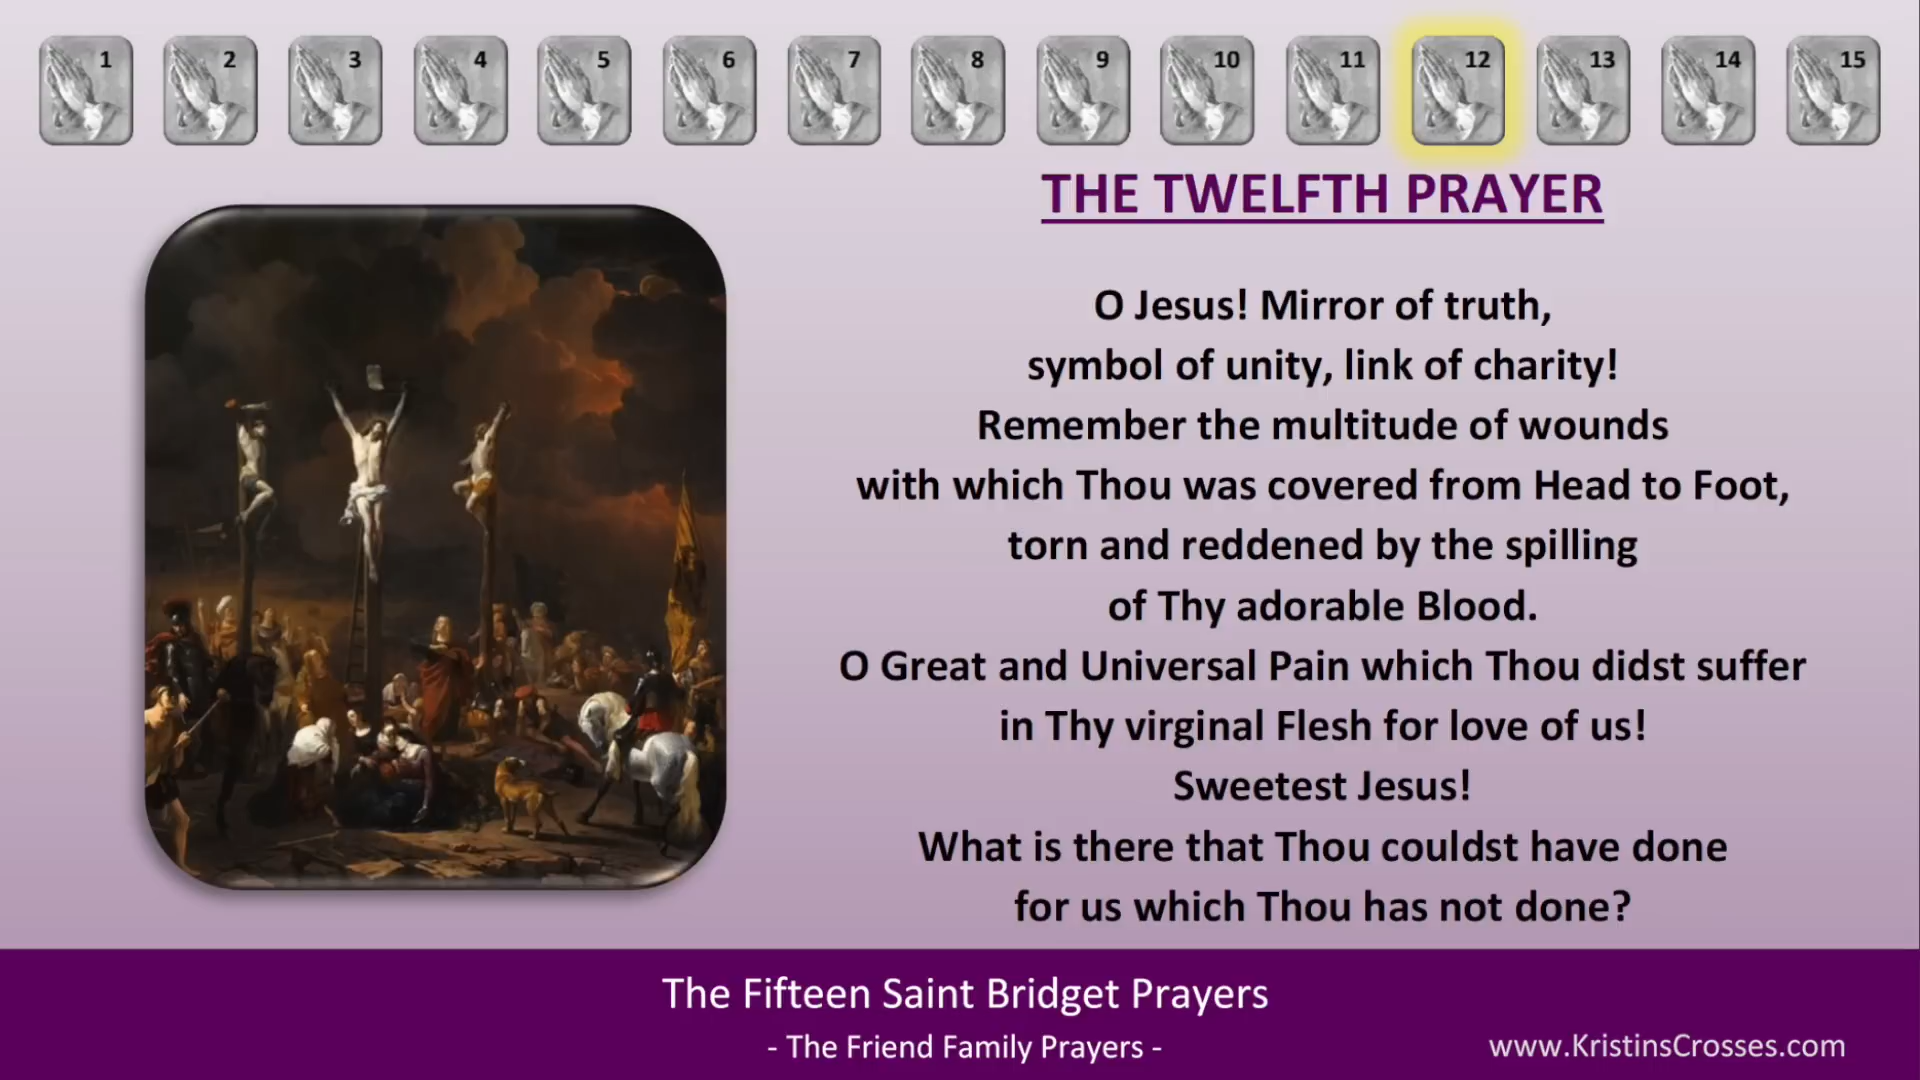 1 2 3 4 5 6 7 8 9 10 11 12 13 14 15
THE TWELFTH PRAYER
O Jesus! Mirror of truth,
symbol of unity, link of charity!
Remember the multitude of wounds
with which Thou was covered from Head to Foot,
torn and reddened by the spilling
of Thy adorable Blood.
O Great and Universal Pain which Thou didst suffer
in Thy virginal Flesh for love of us!
Sweetest Jesus!
What is there that Thou couldst have done
for us which Thou has not done?
The Fifteen Saint Bridget Prayers
- The Friend Family Prayers -
www.KristinsCrosses.com